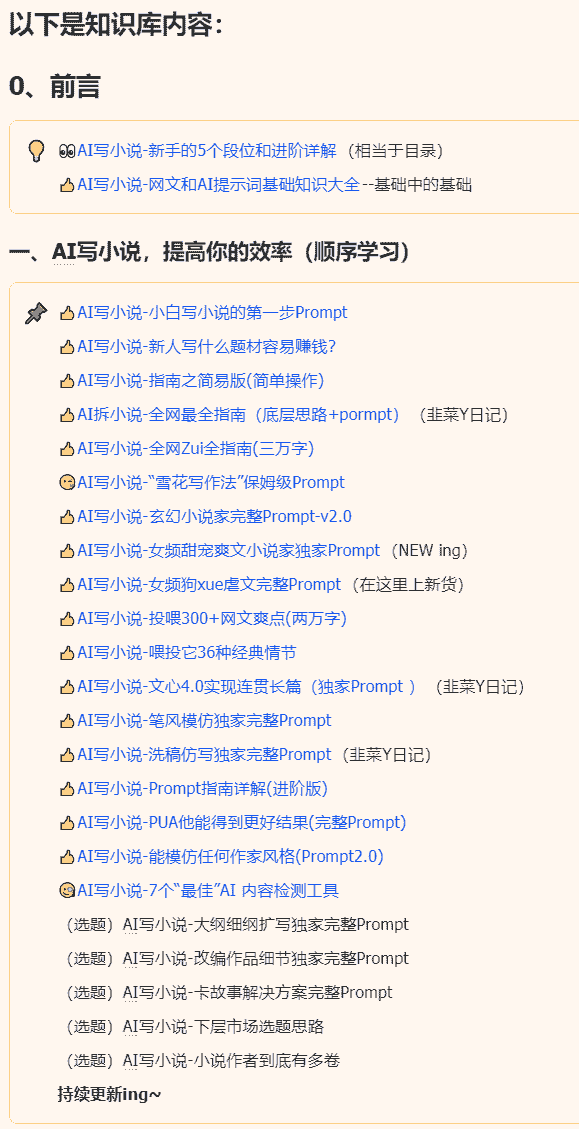 以下是知识库内容：
0、前言
AI写小说-新手的5个段位和进阶详解（相当于目录）
AI写小说-网文和AI提示词基础知识大全--基础中的基础
一、AI写小说，提高你的效率（顺序学习）
AI写小说-小白写小说的第一步Prompt
AI写小说-新人写什么题材容易赚钱？
AI写小说-指南之简易版(简单操作)
AI拆小说-全网最全指南（底层思路+pormpt）（韭菜Y日记）
AI写小说-全网Zui全指南(三万字)
AI写小说-“雪花写作法”保姆级Prompt
AI写小说-玄幻小说家完整Prompt-v2.0
AI写小说-女频甜宠爽文小说家独家Prompt（NEW ing）
AI写小说-女频狗xue虐文完整Prompt（在这里上新货）
AI写小说-投喂300+网文爽点(两万字)
AI写小说-喂投它36种经典情节
AI写小说-文心4.0实现连贯长篇（独家Prompt ）（韭菜Y日记）
AI写小说-笔风模仿独家完整Prompt
AI写小说-洗稿仿写独家完整Prompt（韭菜Y日记）
AI写小说-Prompt指南详解(进阶版)
AI写小说-PUA他能得到更好结果(完整Prompt)
AI写小说-能模仿任何作家风格(Prompt2.0)
AI写小说-7个“最佳”AI 内容检测工具
（选题）AI写小说-大纲细纲扩写独家完整Prompt
（选题）AI写小说-改编作品细节独家完整Prompt
（选题）AI写小说-卡故事解决方案完整Prompt
（选题）AI写小说-下层市场选题思路
（选题）AI写小说-小说作者到底有多卷
持续更新ing~